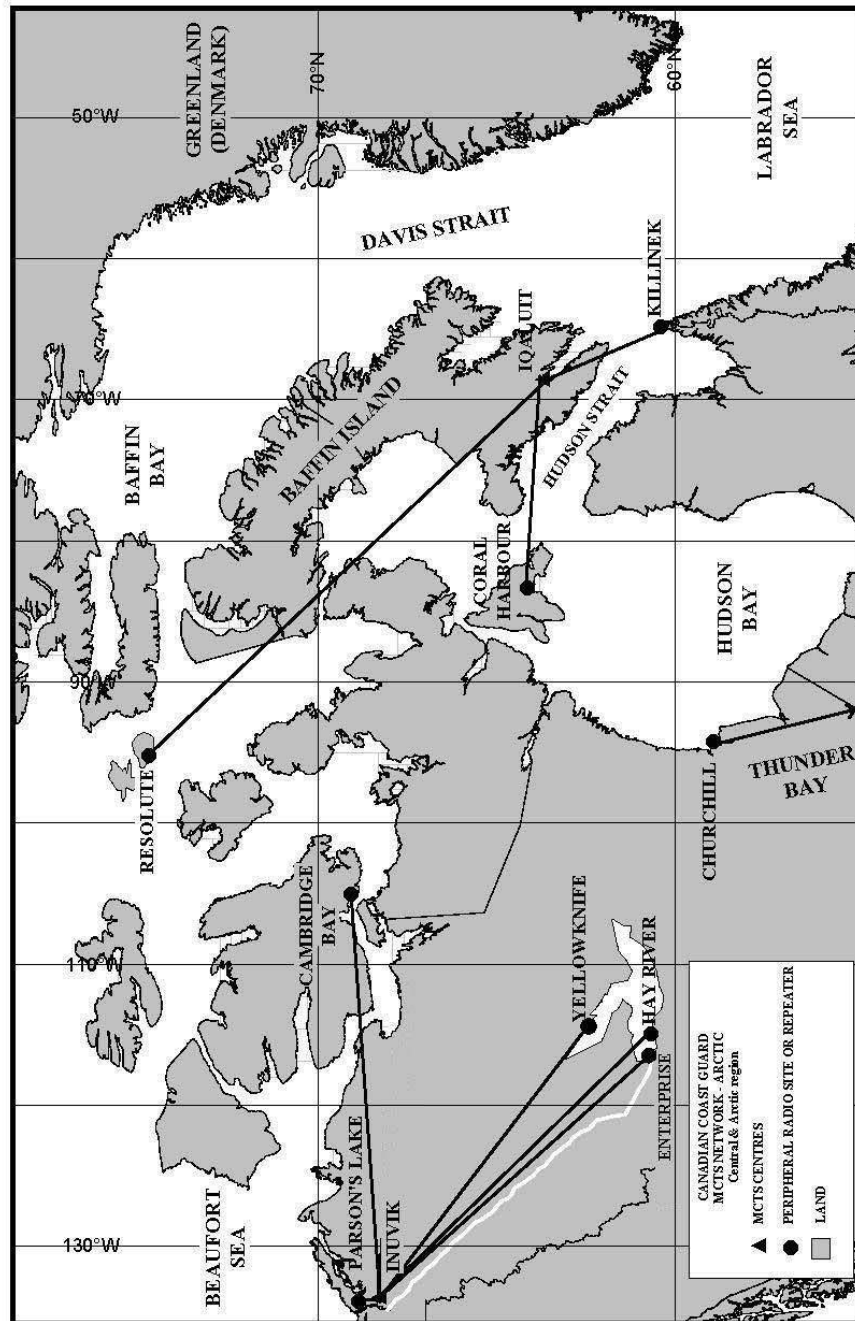 50°W
70°W
90°W
110°W
130°W
70°N
60°N
GREENLAND
(DENMARK)
LABRADOR
SEA
DAVIS STRAIT
BAFFIN
BAY
BAFFIN ISLAND
IQALUIT
KILLINEK
HUDSON STRAIT
CORAL
HARBOUR
HUDSON
BAY
RESOLUTE
CHURCHILL
THUNDER
BAY
CAMBRIDGE
BAY
YELLOWKNIFE
HAY RIVER
ENTERPRISE
BEAUFORT
SEA
PARSON'S LAKE
INUVIK
CANADIAN COAST GUARD
MCTS NETWORK - ARCTIC
Central & Arctic region
MCTS CENTRES
PERIPHERAL RADIO SITE OR REPEATER
LAND